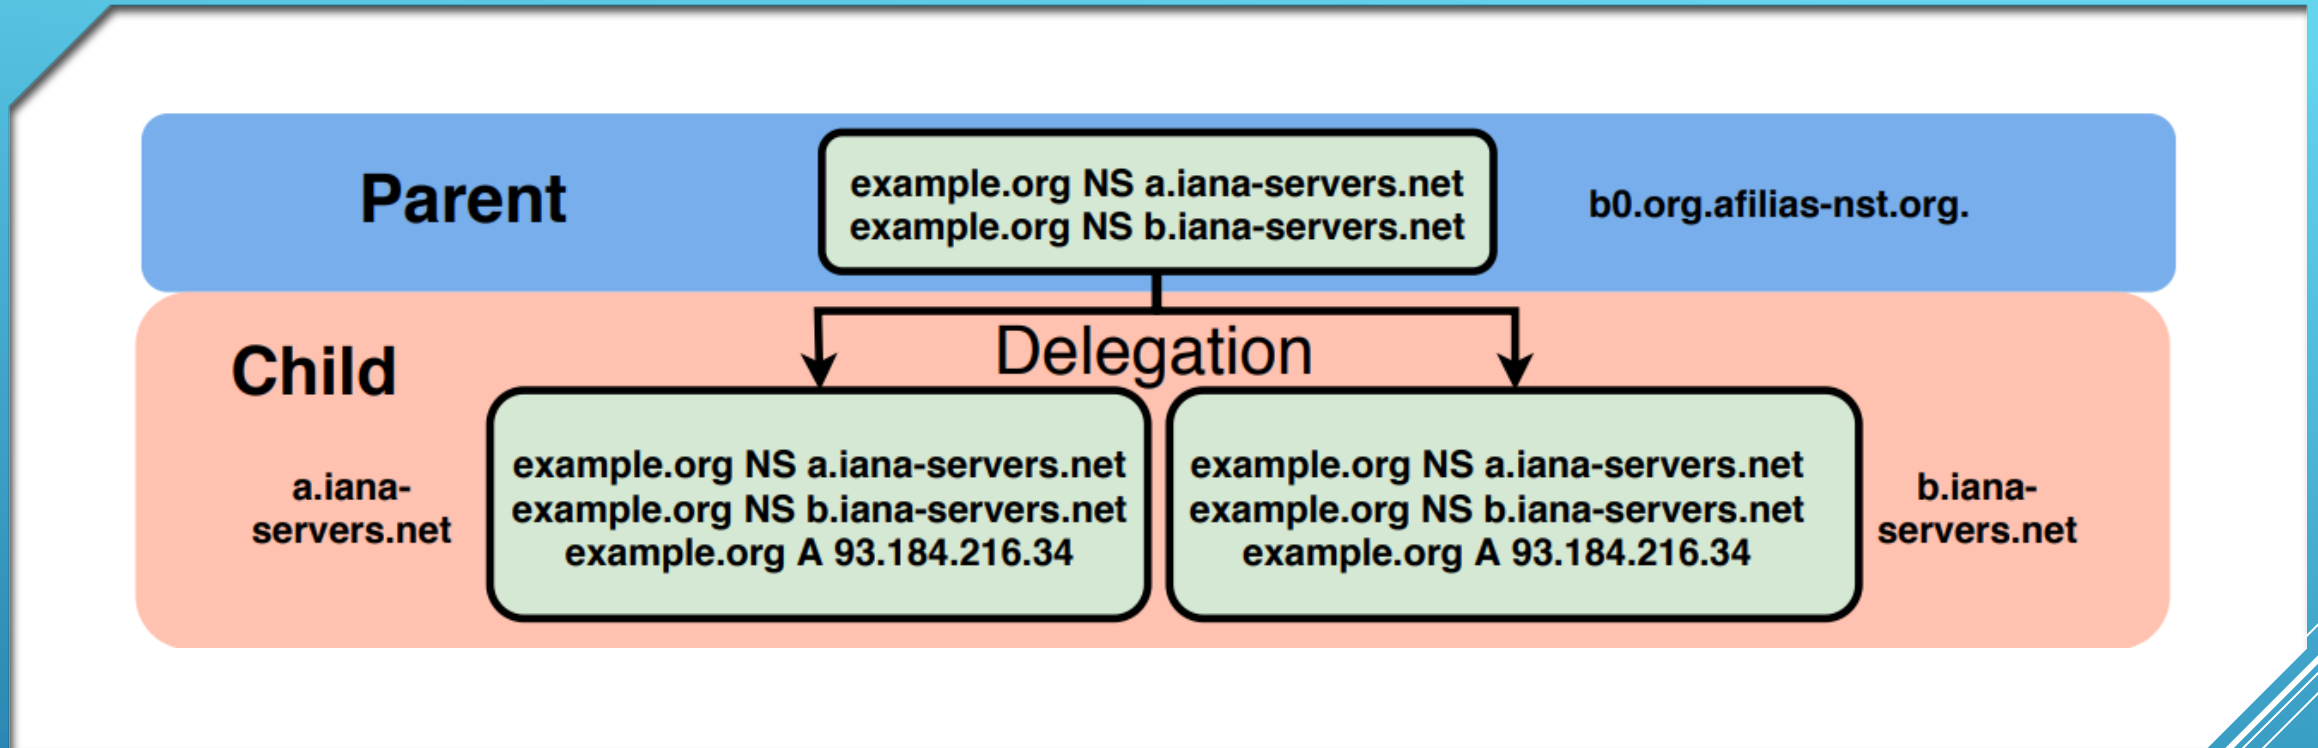 Parent
example.org NS a.iana-servers.net
example.org NS b.iana-servers.net
b0.org.afilias-nst.org.
Delegation
Child
a.iana-
servers.net
example.org NS a.iana-servers.net
example.org NS b.iana-servers.net
example.org A 93.184.216.34
example.org NS a.iana-servers.net
example.org NS b.iana-servers.net
example.org A 93.184.216.34
b.iana-
servers.net